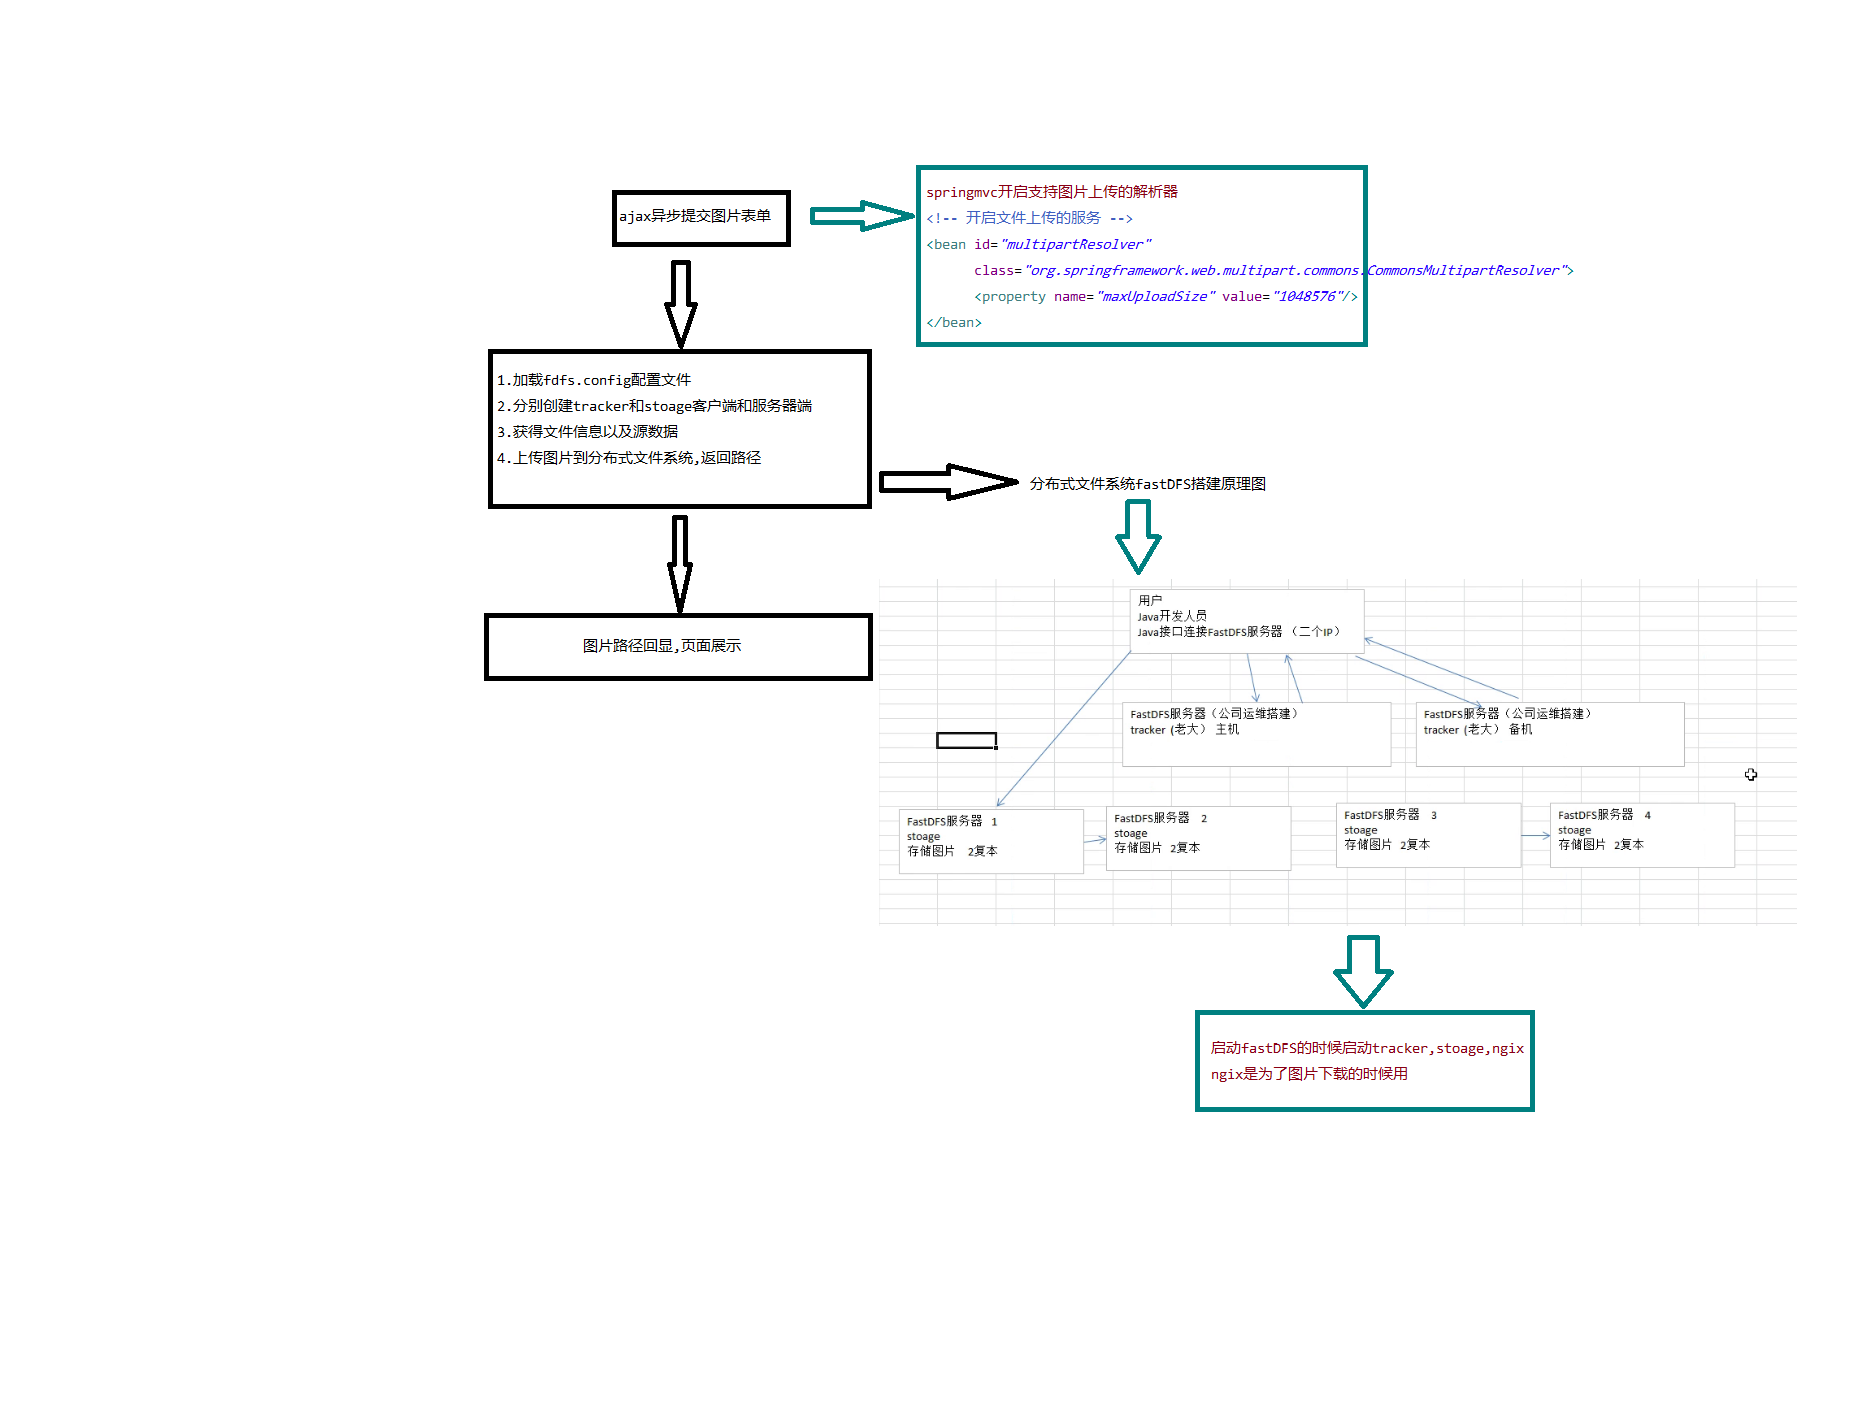 ajax异步提交图片表单
springmvc开启支持图片上传的解析器
<!-- 开启文件上传的服务 -->
<bean id="multipartResolver"
class="org.springframework.web.multipart.commons.CommonsMultipartResolver">
<property name="maxUploadSize" value="1048576"/>
</bean>
1.加载fdfs.config配置文件
2.分别创建tracker和stoage客户端和服务器端
3.获得文件信息以及源数据
4.上传图片到分布式文件系统,返回路径
分布式文件系统fastDFS搭建原理图
图片路径回显,页面展示
用户
Java开发人员
Java接口连接FastDFS服务器 （二个IP）
FastDFS服务器（公司运维搭建）
tracker (老大） 主机
FastDFS服务器（公司运维搭建）
tracker (老大） 备机
FastDFS服务器 1
stoage
存储图片 2复本
FastDFS服务器 2
stoage
存储图片 2复本
FastDFS服务器 3
stoage
存储图片 2复本
FastDFS服务器 4
stoage
存储图片 2复本
启动fastDFS的时候启动tracker,stoage,ngix
ngix是为了图片下载的时候用